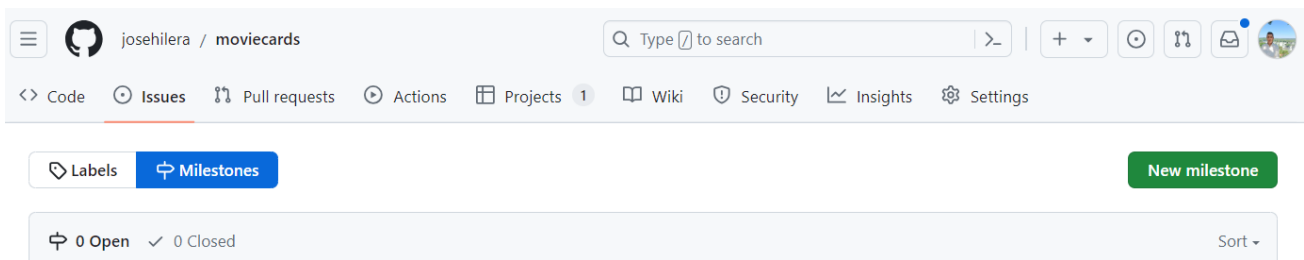 josehilera / moviecards
Type / to search
Code Issues Pull requests Actions Projects 1 Wiki Security Insights Settings
Labels Milestones New milestone
0 Open 0 Closed Sort